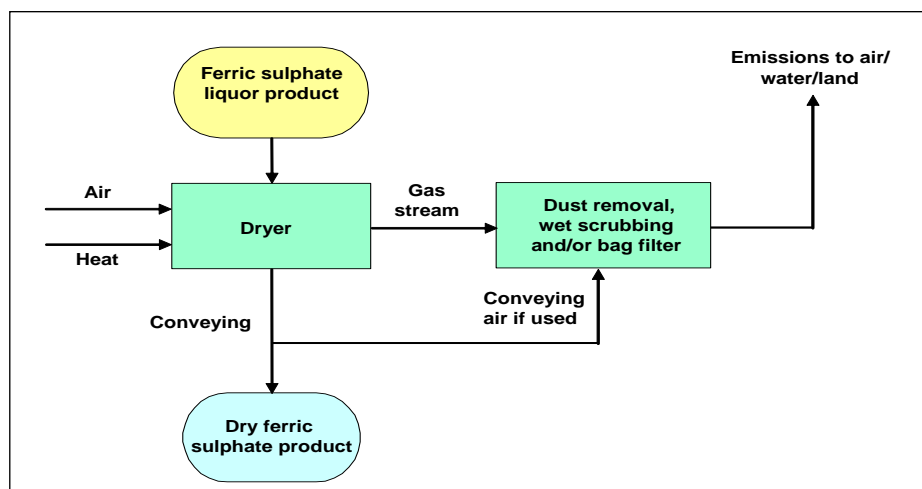 Ferric sulphate
liquor product
Emissions to air/
water/land
Air
Heat
Dryer
Gas
stream
Dust removal,
wet scrubbing
and/or bag filter
Conveying
Conveying
air if used
Dry ferric
sulphate product